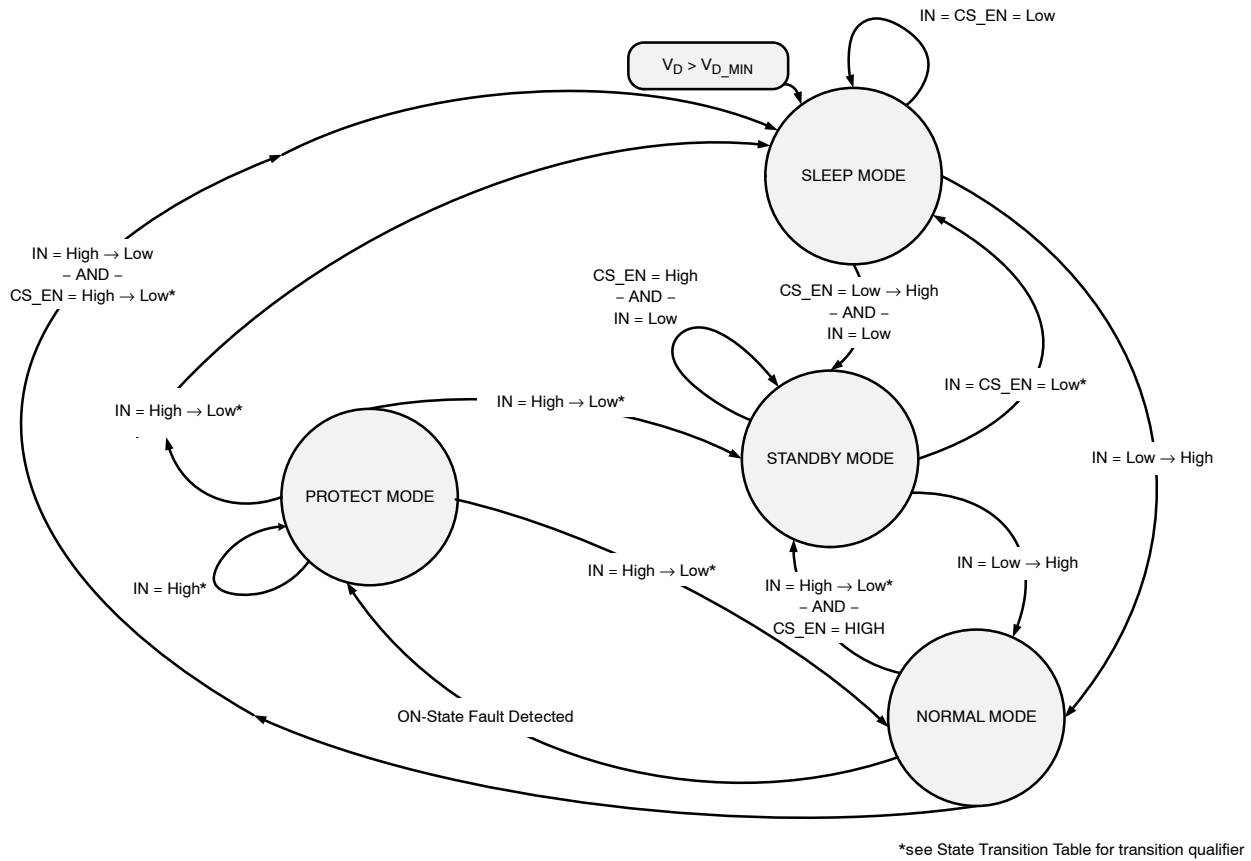 IN = CS_EN = Low
V_D > V_D_MIN
SLEEP MODE
IN = High → Low
– AND –
CS_EN = High → Low*
CS_EN = High
– AND –
IN = Low
CS_EN = Low → High
– AND –
IN = Low
IN = CS_EN = Low*
IN = High → Low*
IN = High → Low*
STANDBY MODE
IN = Low → High
PROTECT MODE
IN = High → Low*
IN = High*
IN = High → Low*
– AND –
CS_EN = HIGH
IN = Low → High
ON-State Fault Detected
NORMAL MODE
*see State Transition Table for transition qualifier